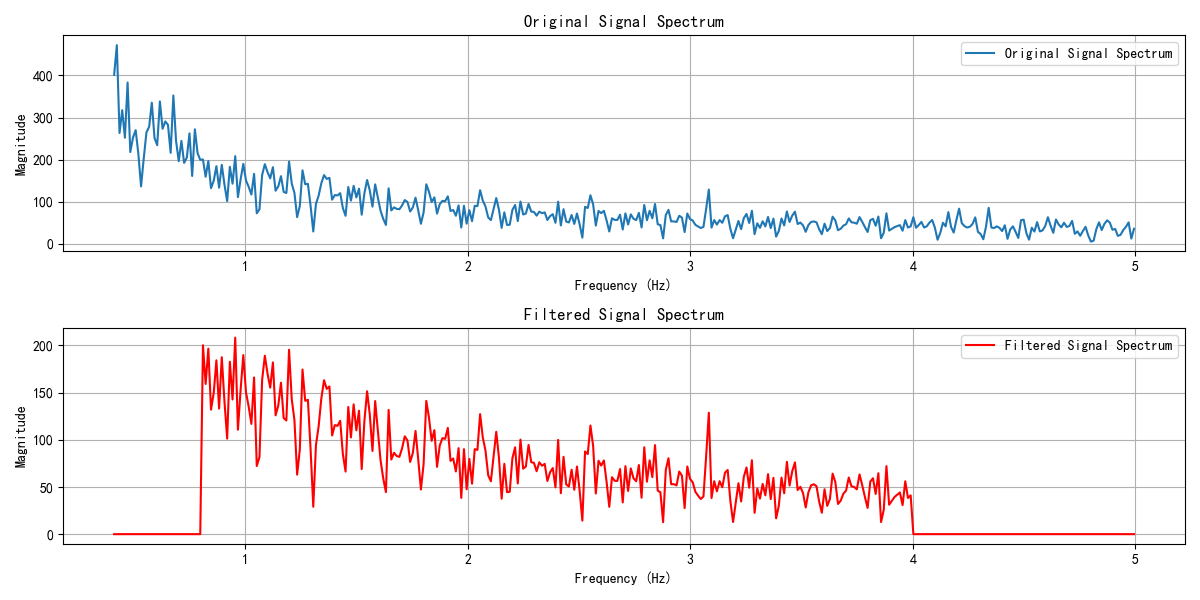 Original Signal Spectrum
Original Signal Spectrum
400
300
200
100
0
Magnitude
1 2 3 4 5
Frequency (Hz)
Filtered Signal Spectrum
Filtered Signal Spectrum
200
150
100
50
0
Magnitude
1 2 3 4 5
Frequency (Hz)